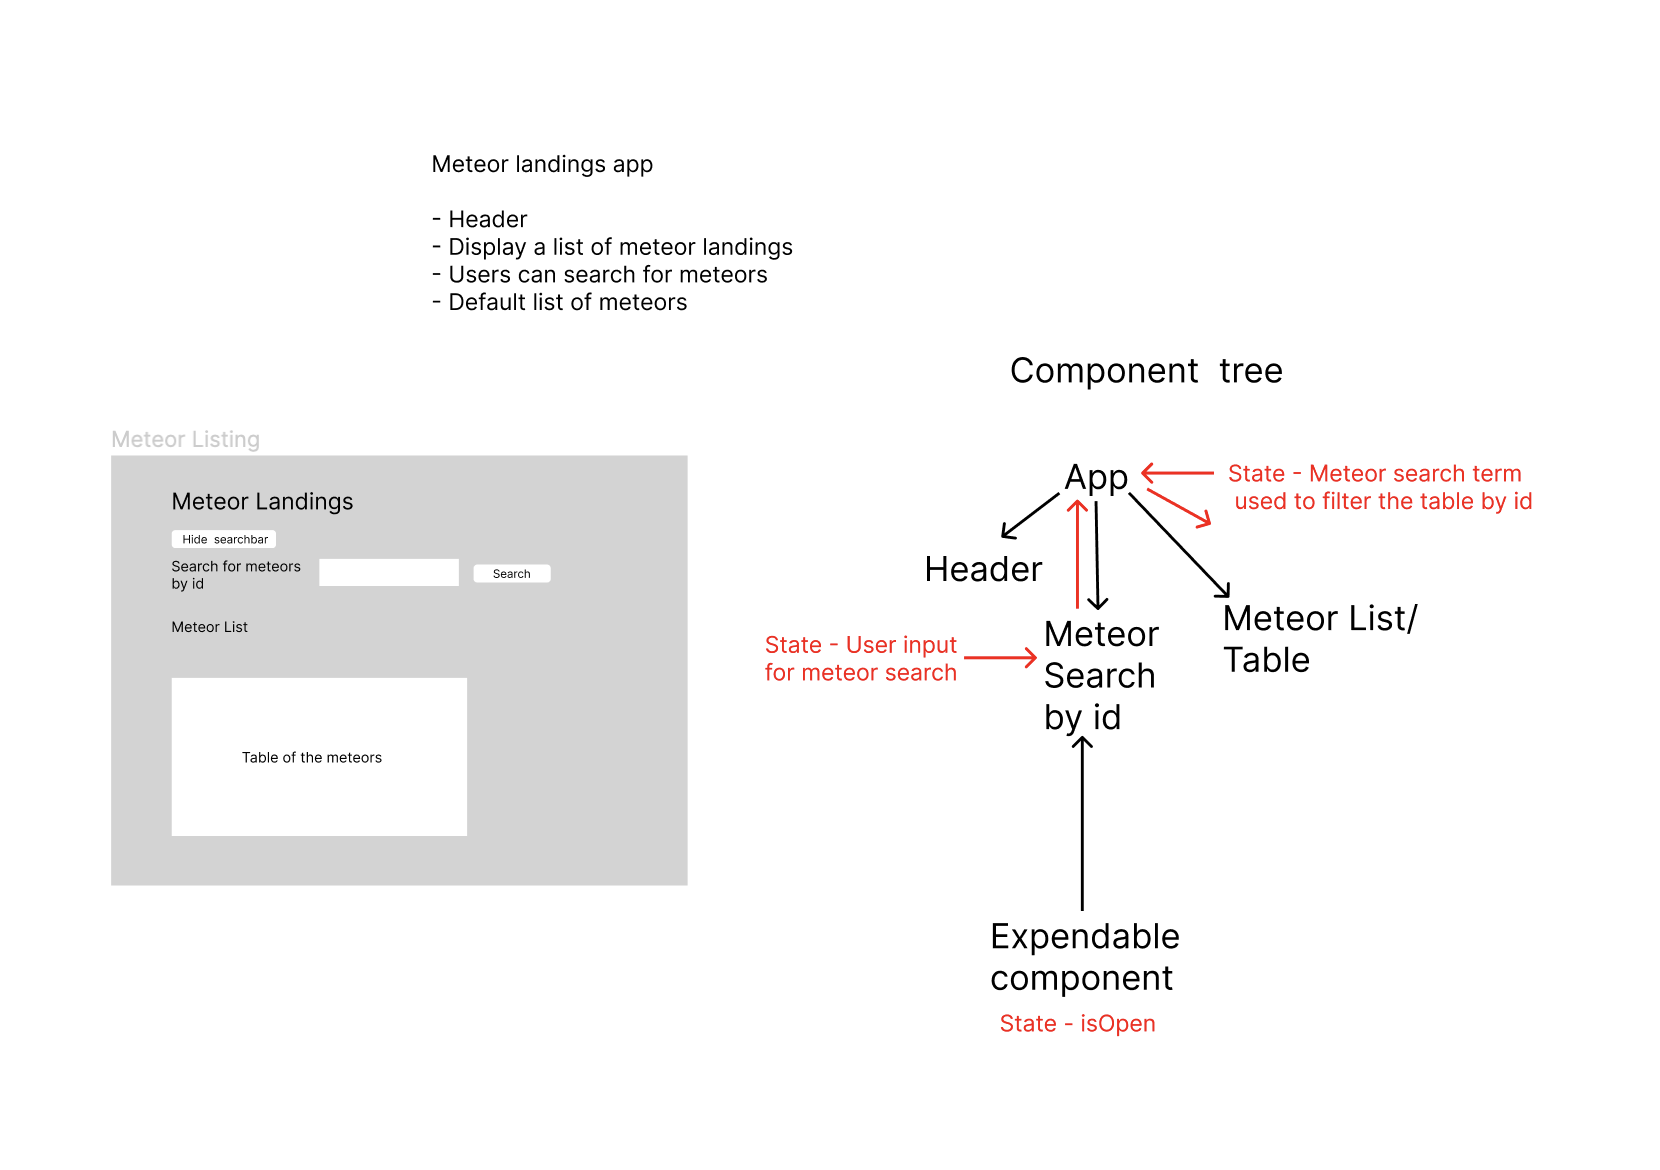 Meteor landings app
- Header
- Display a list of meteor landings
- Users can search for meteors
- Default list of meteors
Component tree
Meteor Listing
Meteor Landings
Hide searchbar
Search for meteors
by id
Search
Meteor List
Table of the meteors
App
State - Meteor search term
used to filter the table by id
Header
Meteor List/
Table
State - User input
for meteor search
Meteor
Search
by id
Expendable
component
State - isOpen